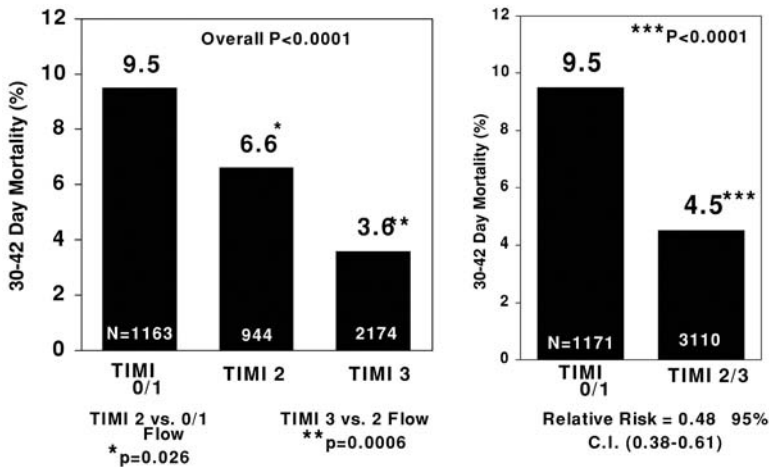 12
10
8
6
4
2
0
30-42 Day Mortality (%)
Overall P<0.0001
9.5
6.6*
3.6**
N=1163
944
2174
TIMI
0/1
TIMI 2
TIMI 3
TIMI 2 vs. 0/1
Flow
*p=0.026
TIMI 3 vs. 2 Flow
**p=0.0006
12
10
8
6
4
2
0
30-42 Day Mortality (%)
***P<0.0001
9.5
4.5***
N=1171
3110
TIMI
0/1
TIMI 2/3
Relative Risk = 0.48 95%
C.I. (0.38-0.61)